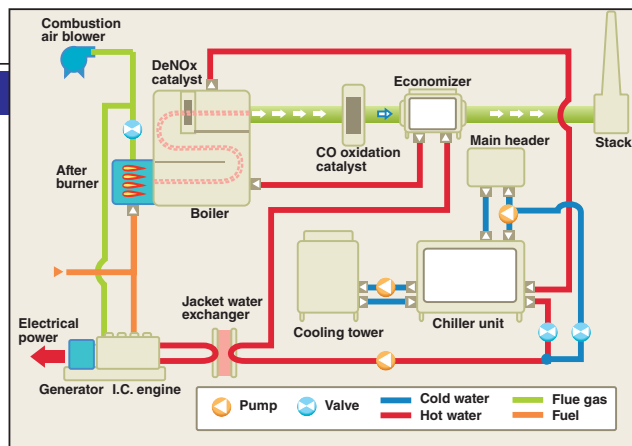 Combustion
air blower
DeNOx
catalyst
Economizer
Main header
Stack
CO oxidation
catalyst
After
burner
Boiler
Jacket water
exchanger
Cooling tower
Chiller unit
Electrical
power
Generator
I.C. engine
Pump
Valve
Cold water
Hot water
Flue gas
Fuel